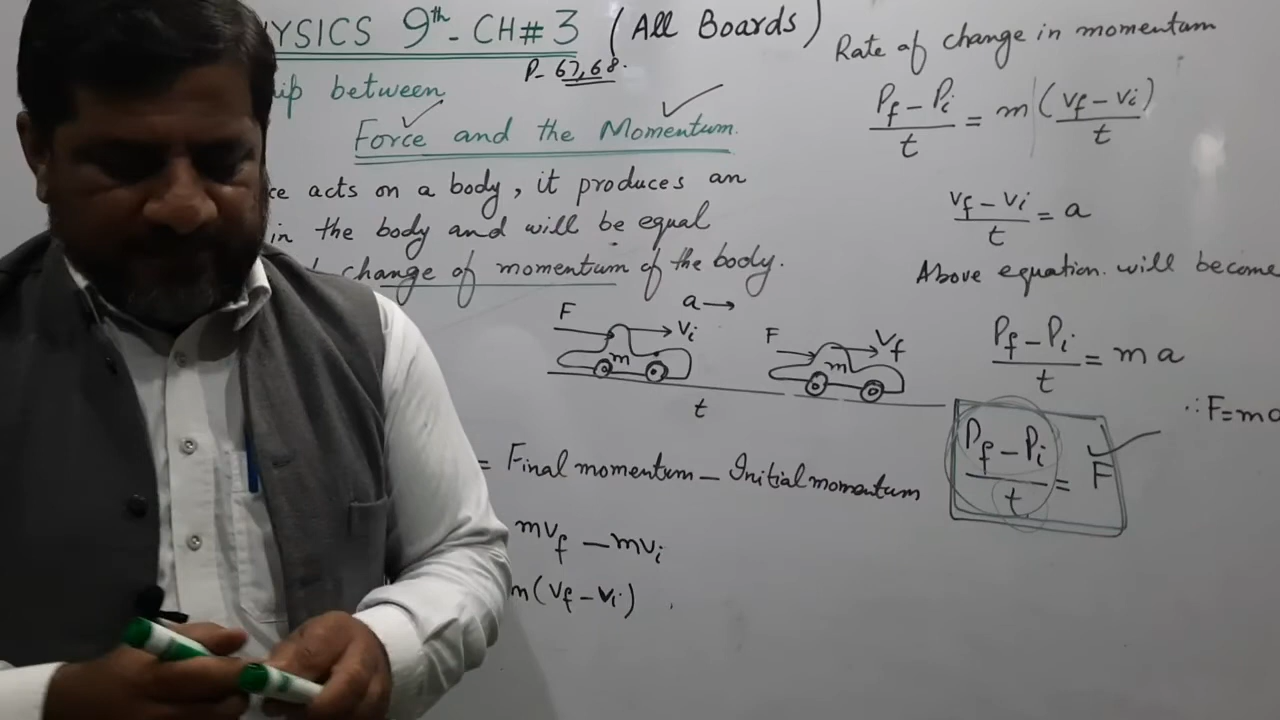 YSICS 9th - CH# 3 (All Boards)
P- 67,68.
ip between
Force and the Momentum.
ce acts on a body, it produces an
in the body and will be equal
change of momentum of the body.
a →
F Vi
m
F Vf
m
t
= Final momentum - Initial momentum
mvf - mvi
m(vf - vi)
Rate of change in momentum
Pf - Pi / t = m (vf - vi / t)
vf - vi / t = a
Above equation. will become
Pf - Pi / t = m a
∴ F = ma
Pf - Pi / t = F